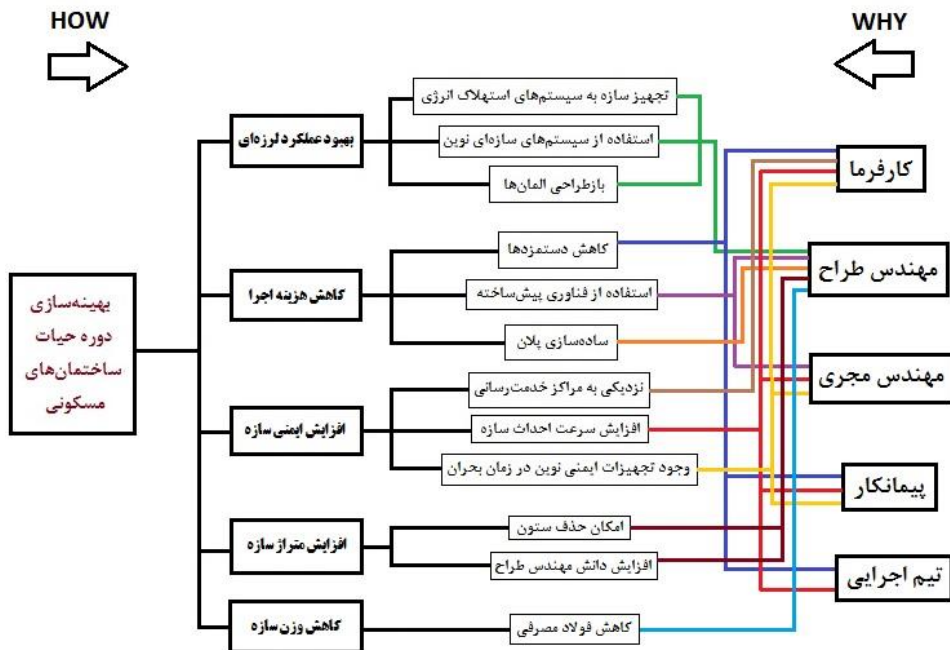 HOW
WHY
تجهیز سازه به سیستم‌های استهلاک انرژی
بهبود عملکرد لرزه‌ای
استفاده از سیستم‌های سازه‌ای نوین
کارفرما
بازطراحی المان‌ها
کاهش دستمزدها
مهندس طراح
کاهش هزینه اجرا
استفاده از فناوری پیش‌ساخته
بهینه‌سازی
دوره حیات
ساختمان‌های
مسکونی
ساده‌سازی پلان
مهندس مجری
نزدیکی به مراکز خدمت‌رسانی
افزایش ایمنی سازه
افزایش سرعت احداث سازه
وجود تجهیزات ایمنی نوین در زمان بحران
پیمانکار
امکان حذف ستون
افزایش متراژ سازه
افزایش دانش مهندس طراح
تیم اجرایی
کاهش وزن سازه
کاهش فولاد مصرفی